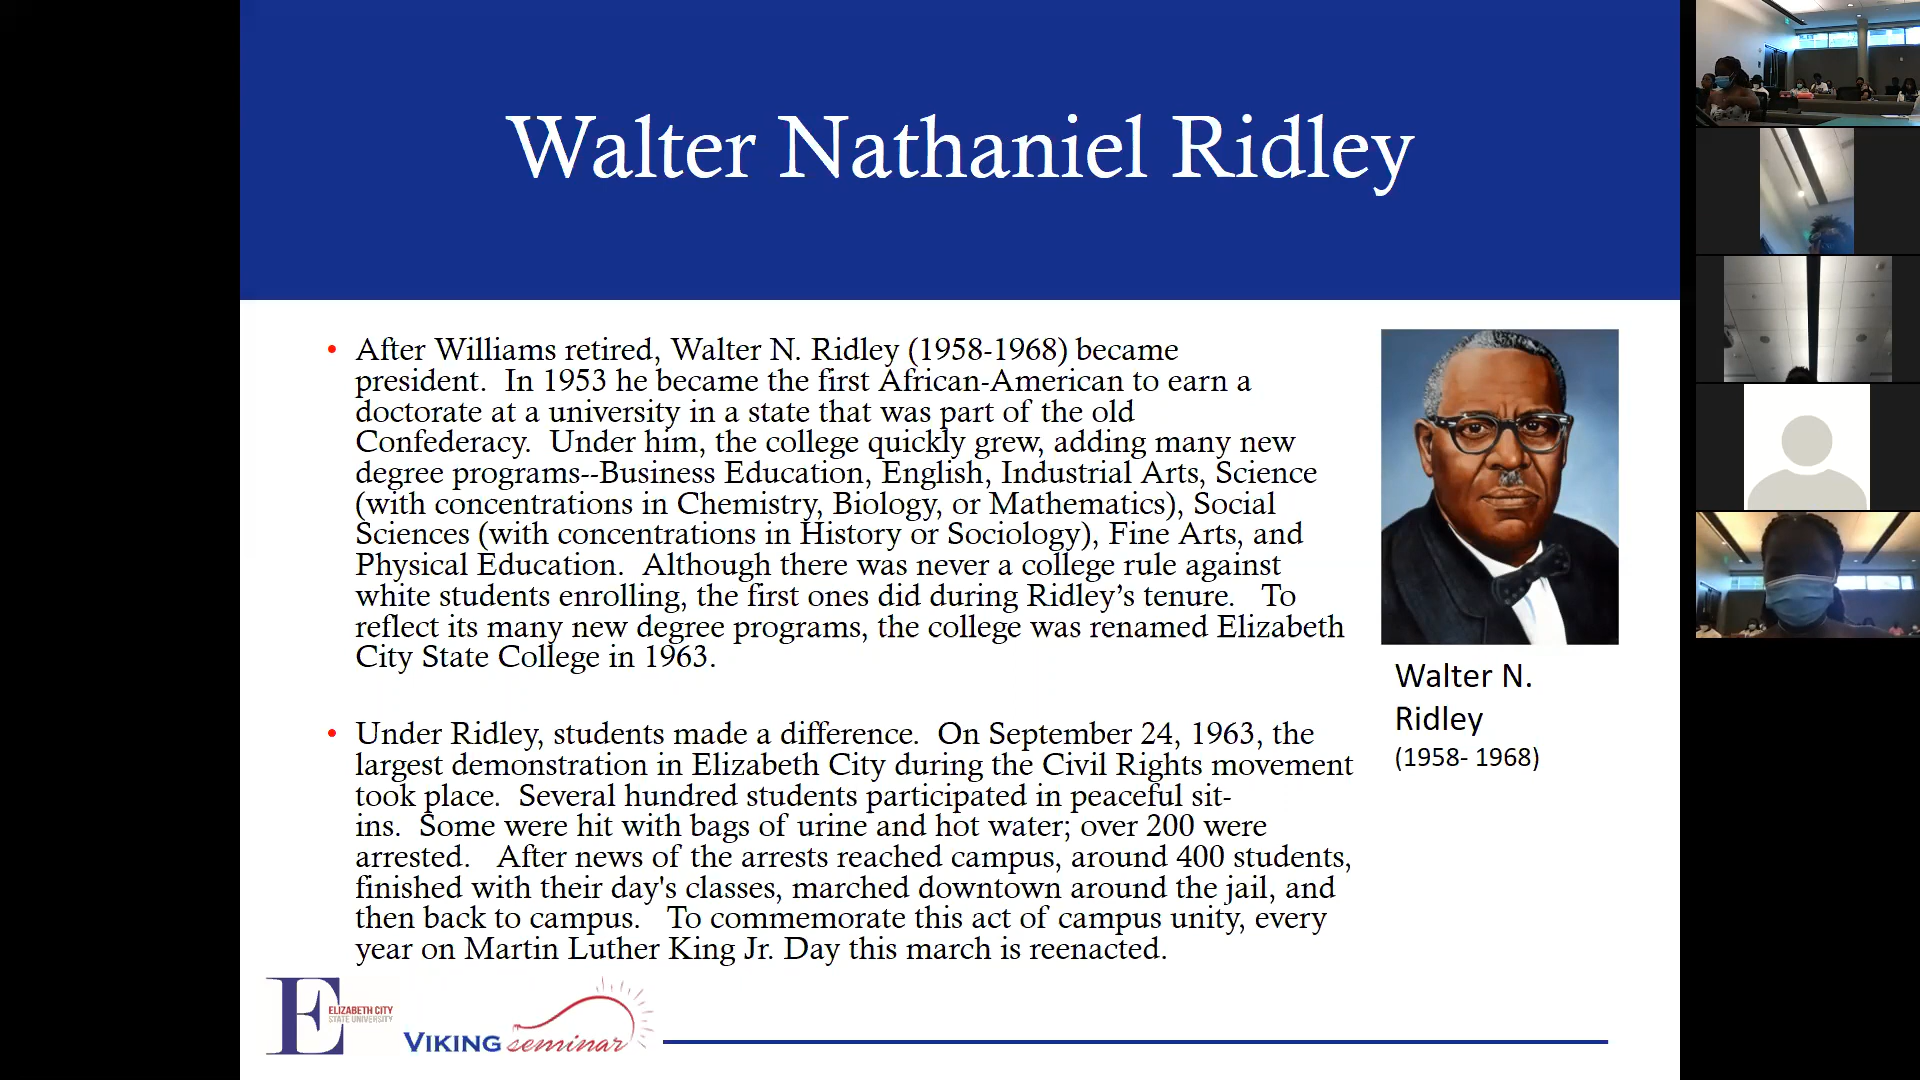 Walter Nathaniel Ridley
• After Williams retired, Walter N. Ridley (1958-1968) became
president.  In 1953 he became the first African-American to earn a
doctorate at a university in a state that was part of the old
Confederacy.  Under him, the college quickly grew, adding many new
degree programs--Business Education, English, Industrial Arts, Science
(with concentrations in Chemistry, Biology, or Mathematics), Social
Sciences (with concentrations in History or Sociology), Fine Arts, and
Physical Education.  Although there was never a college rule against
white students enrolling, the first ones did during Ridley’s tenure.   To
reflect its many new degree programs, the college was renamed Elizabeth
City State College in 1963.
• Under Ridley, students made a difference.  On September 24, 1963, the
largest demonstration in Elizabeth City during the Civil Rights movement
took place.  Several hundred students participated in peaceful sit-
ins.  Some were hit with bags of urine and hot water; over 200 were
arrested.   After news of the arrests reached campus, around 400 students,
finished with their day's classes, marched downtown around the jail, and
then back to campus.   To commemorate this act of campus unity, every
year on Martin Luther King Jr. Day this march is reenacted.
Walter N.
Ridley
(1958- 1968)
E
ELIZABETH CITY
STATE UNIVERSITY
VIKING seminar